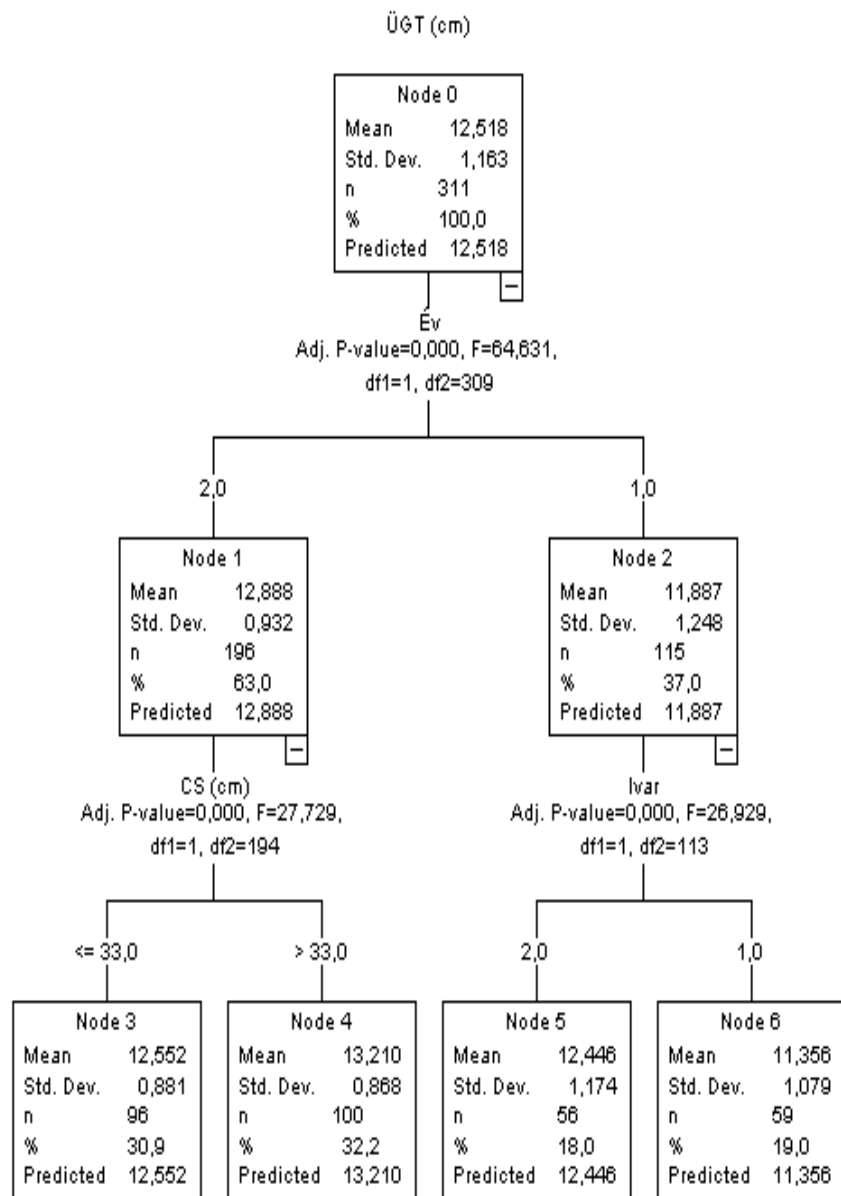 ÜGT (cm)
Node 0
Mean 12,518
Std. Dev. 1,163
n 311
% 100,0
Predicted 12,518
Év
Adj. P-value=0,000, F=64,631,
df1=1, df2=309
2,0
1,0
Node 1
Mean 12,888
Std. Dev. 0,932
n 196
% 63,0
Predicted 12,888
Node 2
Mean 11,887
Std. Dev. 1,248
n 115
% 37,0
Predicted 11,887
CS (cm)
Adj. P-value=0,000, F=27,729,
df1=1, df2=194
Ivar
Adj. P-value=0,000, F=26,929,
df1=1, df2=113
<= 33,0
> 33,0
2,0
1,0
Node 3
Mean 12,552
Std. Dev. 0,881
n 96
% 30,9
Predicted 12,552
Node 4
Mean 13,210
Std. Dev. 0,868
n 100
% 32,2
Predicted 13,210
Node 5
Mean 12,446
Std. Dev. 1,174
n 56
% 18,0
Predicted 12,446
Node 6
Mean 11,356
Std. Dev. 1,079
n 59
% 19,0
Predicted 11,356